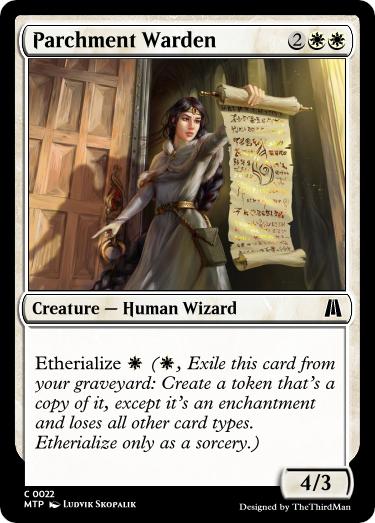 Parchment Warden 2
Creature — Human Wizard
Etherialize (, Exile this card from
your graveyard: Create a token that's a
copy of it, except it's an enchantment
and loses all other card types.
Etherialize only as a sorcery.)
4/3
C 0022
MTP Ludvik Skopalik
Designed by TheThirdMan